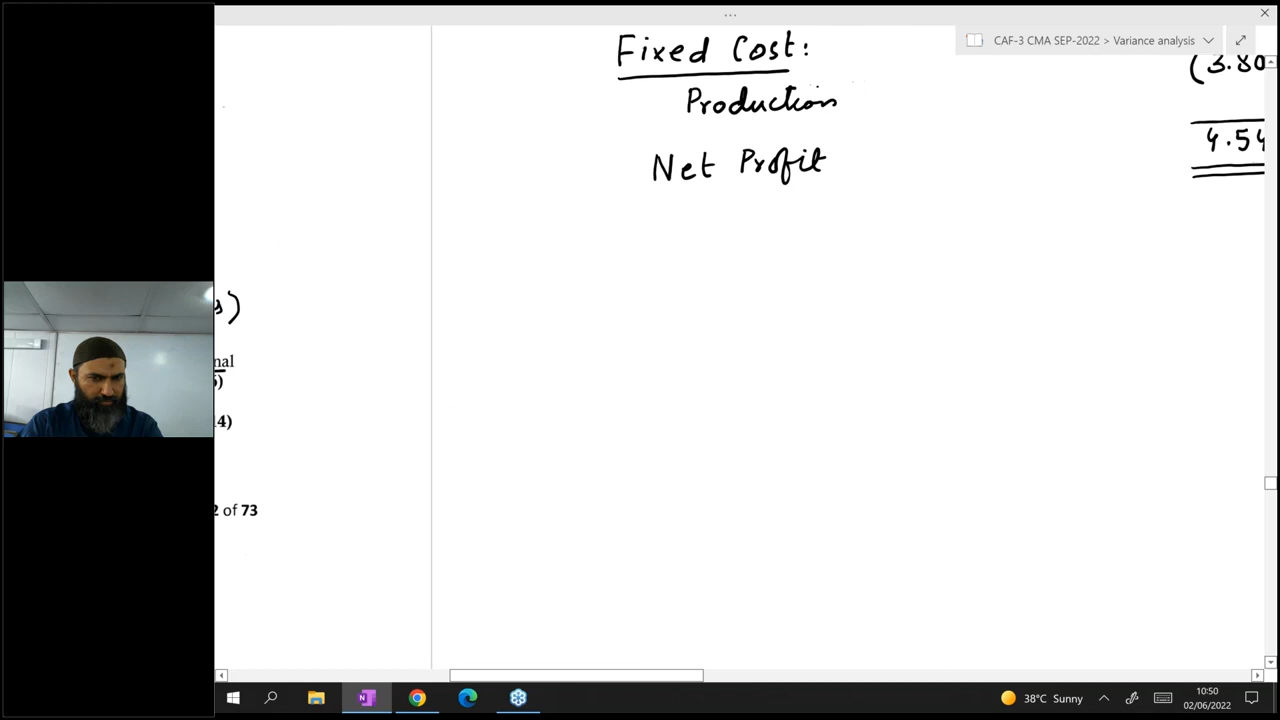 CAF-3 CMA SEP-2022 > Variance analysis
Fixed Cost:
(3.80
Production
4.54
Net Profit
s)
nal
14)
2 of 73
38°C Sunny
10:50
02/06/2022